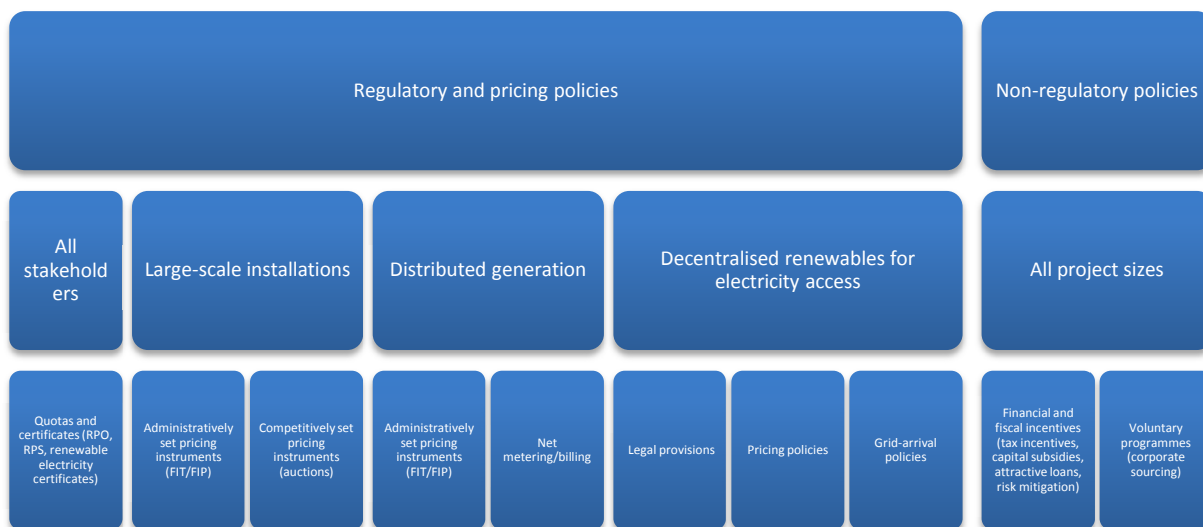 Regulatory and pricing policies
Non-regulatory policies
All
stakehold
ers
Large-scale installations
Distributed generation
Decentralised renewables for
electricity access
All project sizes
Quotas and
certificates (RPO,
RPS, renewable
electricity
certificates)
Administratively
set pricing
instruments
(FIT/FIP)
Competitively set
pricing
instruments
(auctions)
Administratively
set pricing
instruments
(FIT/FIP)
Net
metering/billing
Legal provisions
Pricing policies
Grid-arrival
policies
Financial and
fiscal incentives
(tax incentives,
capital subsidies,
attractive loans,
risk mitigation)
Voluntary
programmes
(corporate
sourcing)